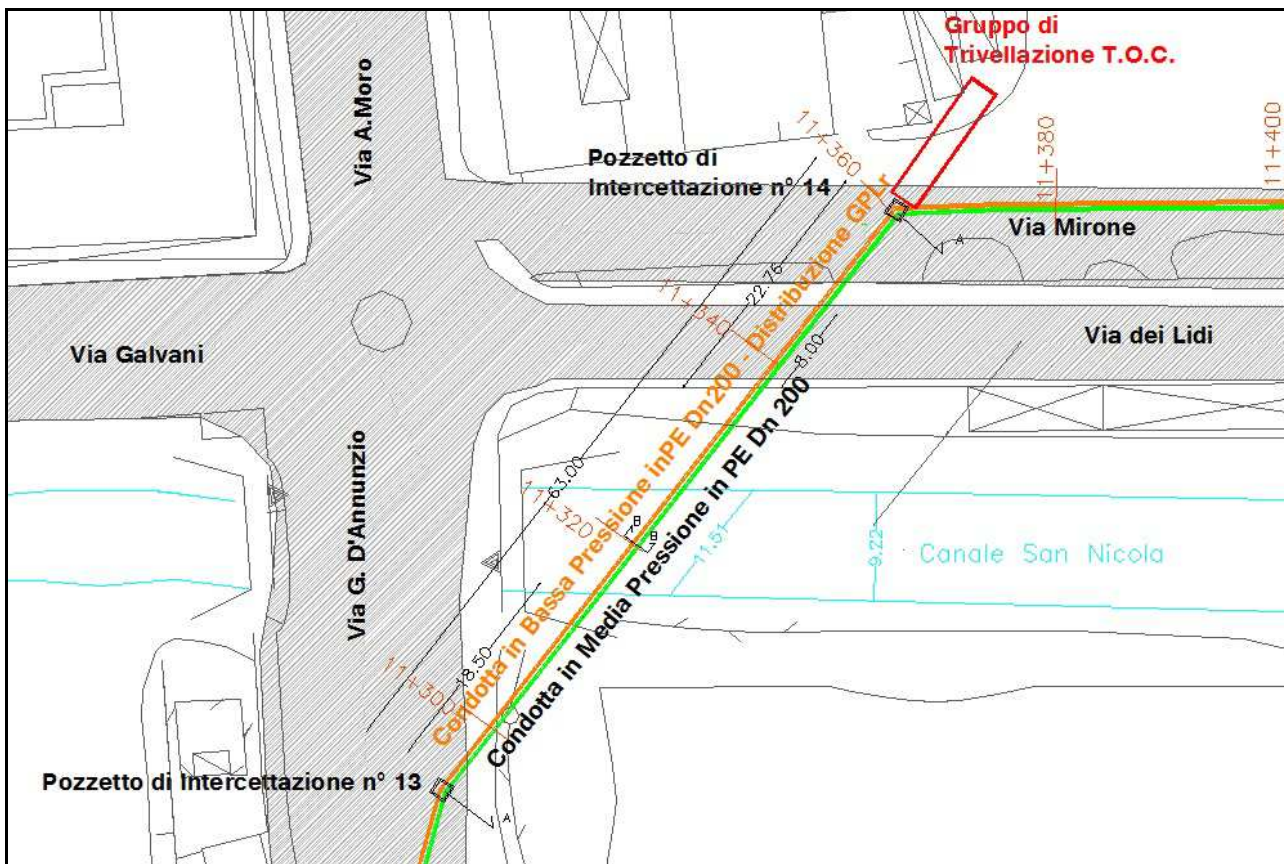 Gruppo di
Trivellazione T.O.C.
Via A.Moro
11+360
11+380
11+400
Pozzetto di
Intercettazione n° 14
Via Mirone
A
22.76
11+340
Via Galvani
Via dei Lidi
8.00
Condotta in Bassa Pressione inPE Dn200 - Distribuzione GPLr
Condotta in Media Pressione in PE Dn 200
63.00
11+320
B
B
11.51
9.22
Canale San Nicola
Via G. D'Annunzio
18.50
11+300
Pozzetto di Intercettazione n° 13
A